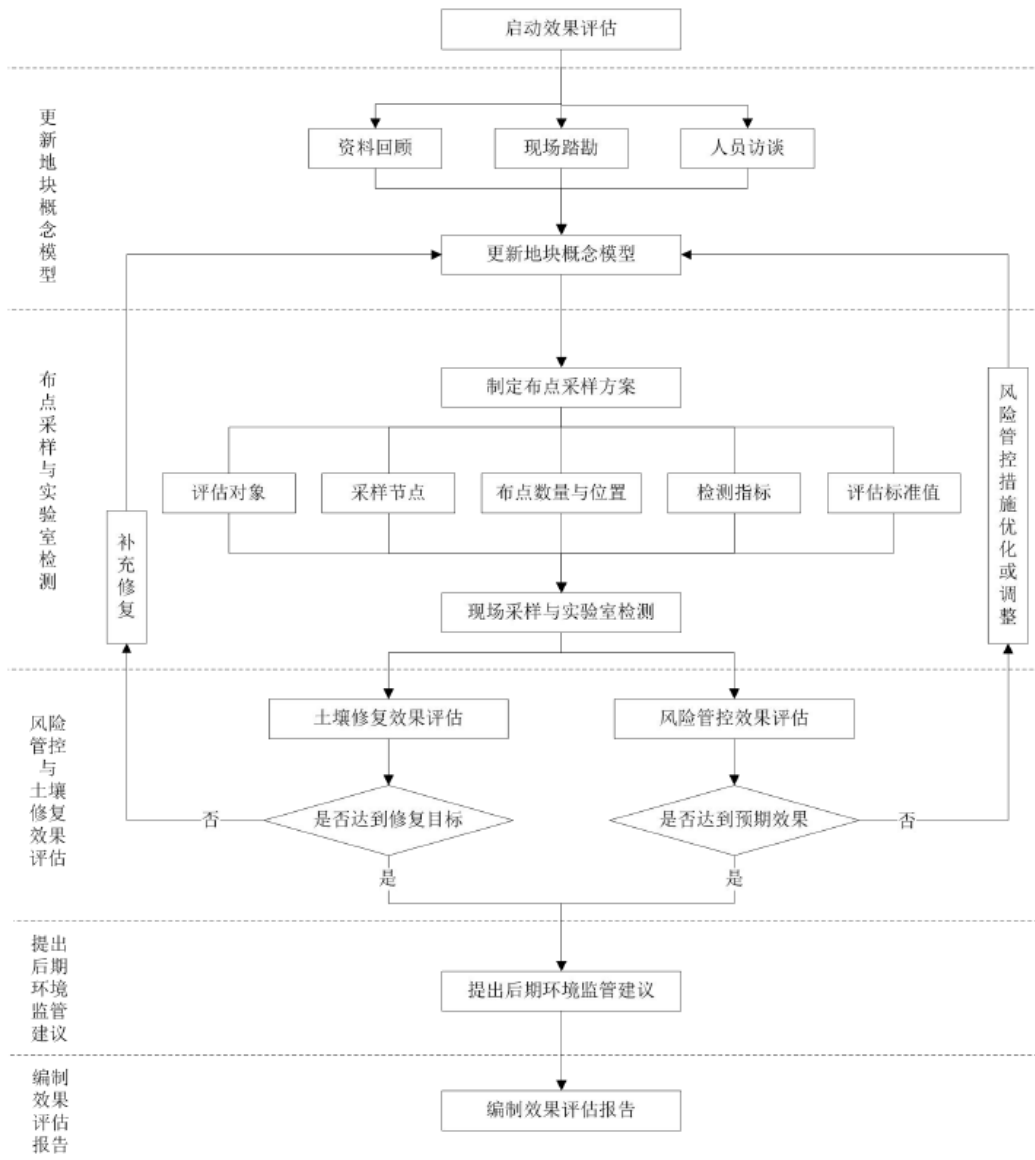 启动效果评估
更新地块概念模型
资料回顾
现场踏勘
人员访谈
更新地块概念模型
布点采样与实验室检测
制定布点采样方案
评估对象
采样节点
布点数量与位置
检测指标
评估标准值
补充修复
风险管控措施优化或调整
现场采样与实验室检测
风险
管控
与
土壤
修复
效果
评估
土壤修复效果评估
风险管控效果评估
否
是否达到修复目标
是否达到预期效果
否
是
是
提出
后期
环境
监管
建议
提出后期环境监管建议
编制
效果
评估
报告
编制效果评估报告